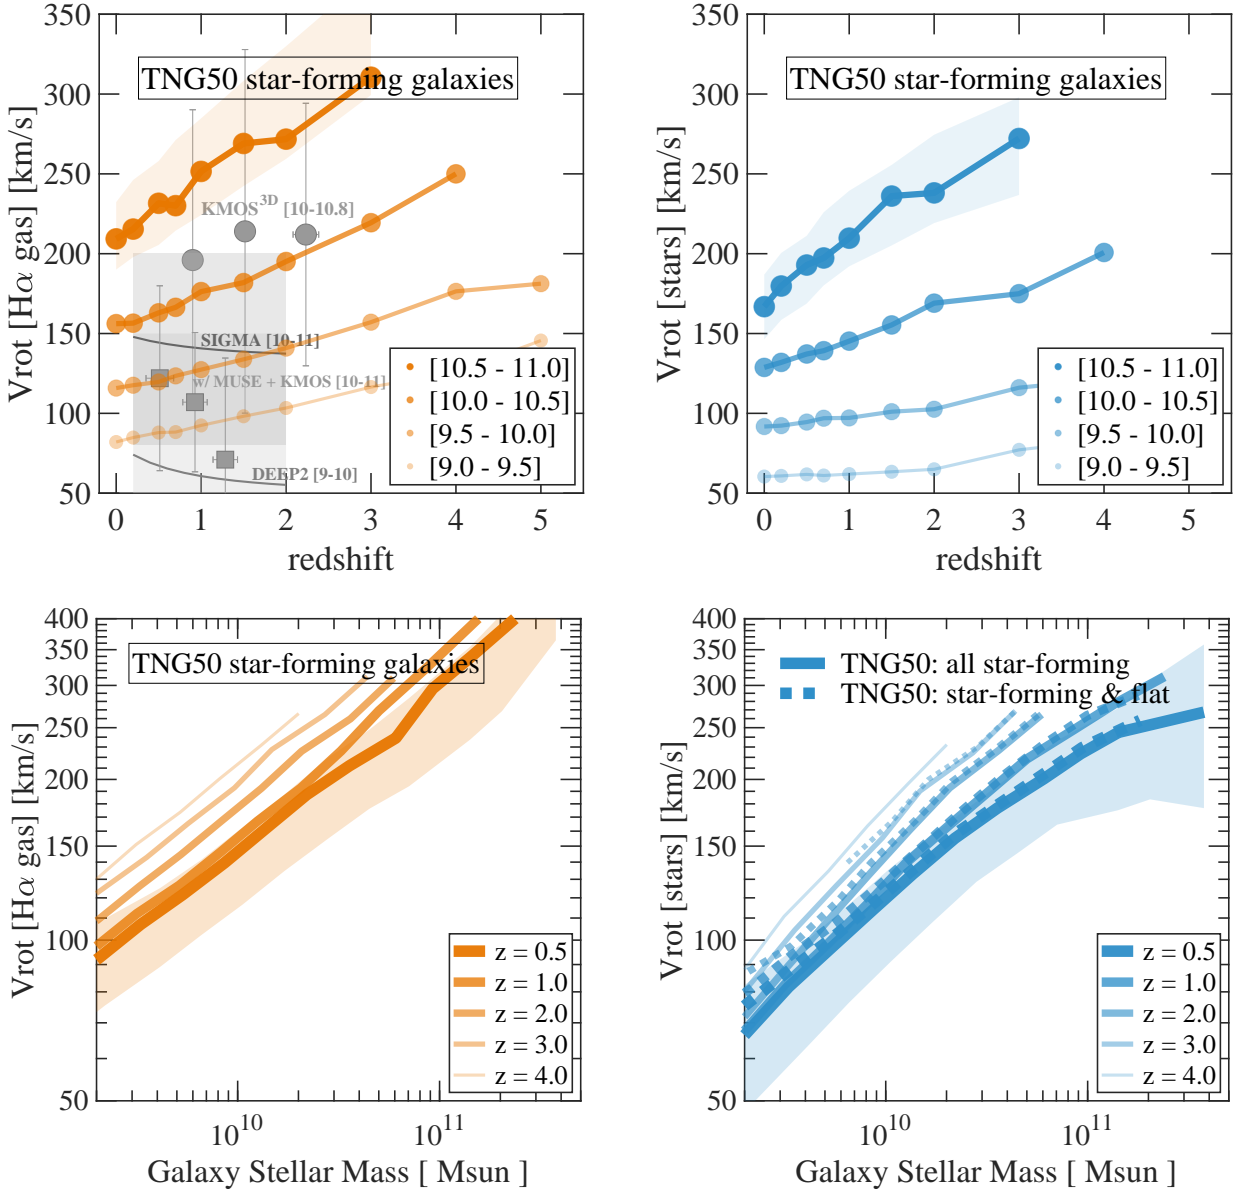 350
300
250
200
150
100
50
Vrot [Hα gas] [km/s]
TNG50 star-forming galaxies
KMOS3D [10-10.8]
SIGMA [10-11]
w/ MUSE + KMOS [10-11]
DEEP2 [9-10]
[10.5 - 11.0]
[10.0 - 10.5]
[9.5 - 10.0]
[9.0 - 9.5]
0 1 2 3 4 5
redshift
350
300
250
200
150
100
50
Vrot [stars] [km/s]
TNG50 star-forming galaxies
[10.5 - 11.0]
[10.0 - 10.5]
[9.5 - 10.0]
[9.0 - 9.5]
0 1 2 3 4 5
redshift
400
350
300
250
200
150
100
50
Vrot [Hα gas] [km/s]
TNG50 star-forming galaxies
z = 0.5
z = 1.0
z = 2.0
z = 3.0
z = 4.0
10^10 10^11
Galaxy Stellar Mass [ Msun ]
400
350
300
250
200
150
100
50
Vrot [stars] [km/s]
TNG50: all star-forming
TNG50: star-forming & flat
z = 0.5
z = 1.0
z = 2.0
z = 3.0
z = 4.0
10^10 10^11
Galaxy Stellar Mass [ Msun ]